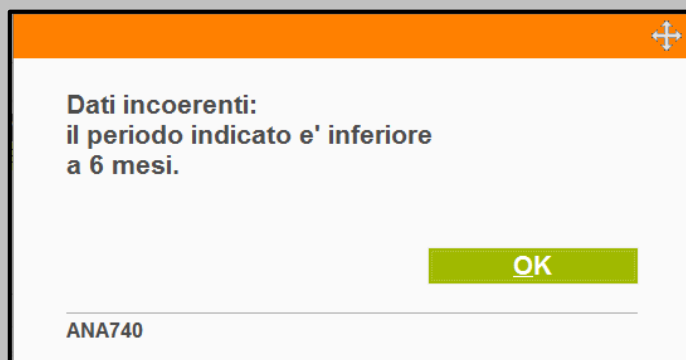 Dati incoerenti:
il periodo indicato e' inferiore
a 6 mesi.
OK
ANA740